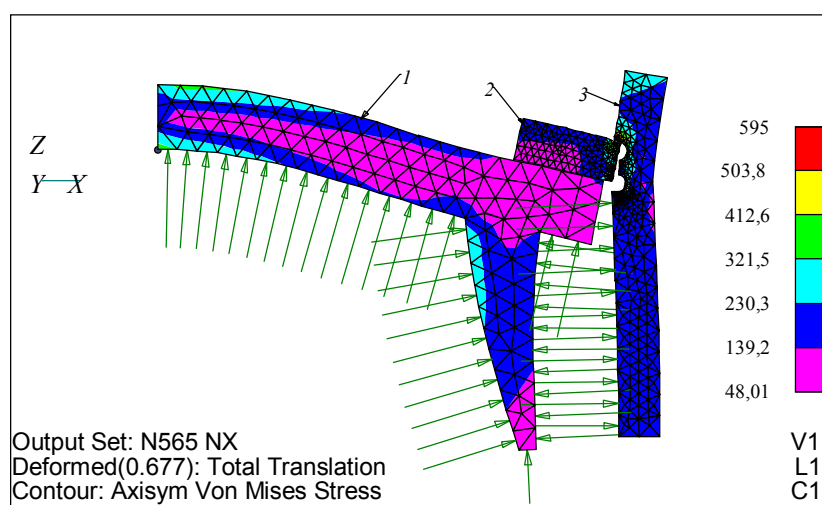 1
2
3
595
503,8
412,6
321,5
230,3
139,2
48,01
Z
Y X
Output Set: N565 NX
Deformed(0.677): Total Translation
Contour: Axisym Von Mises Stress
V1
L1
C1